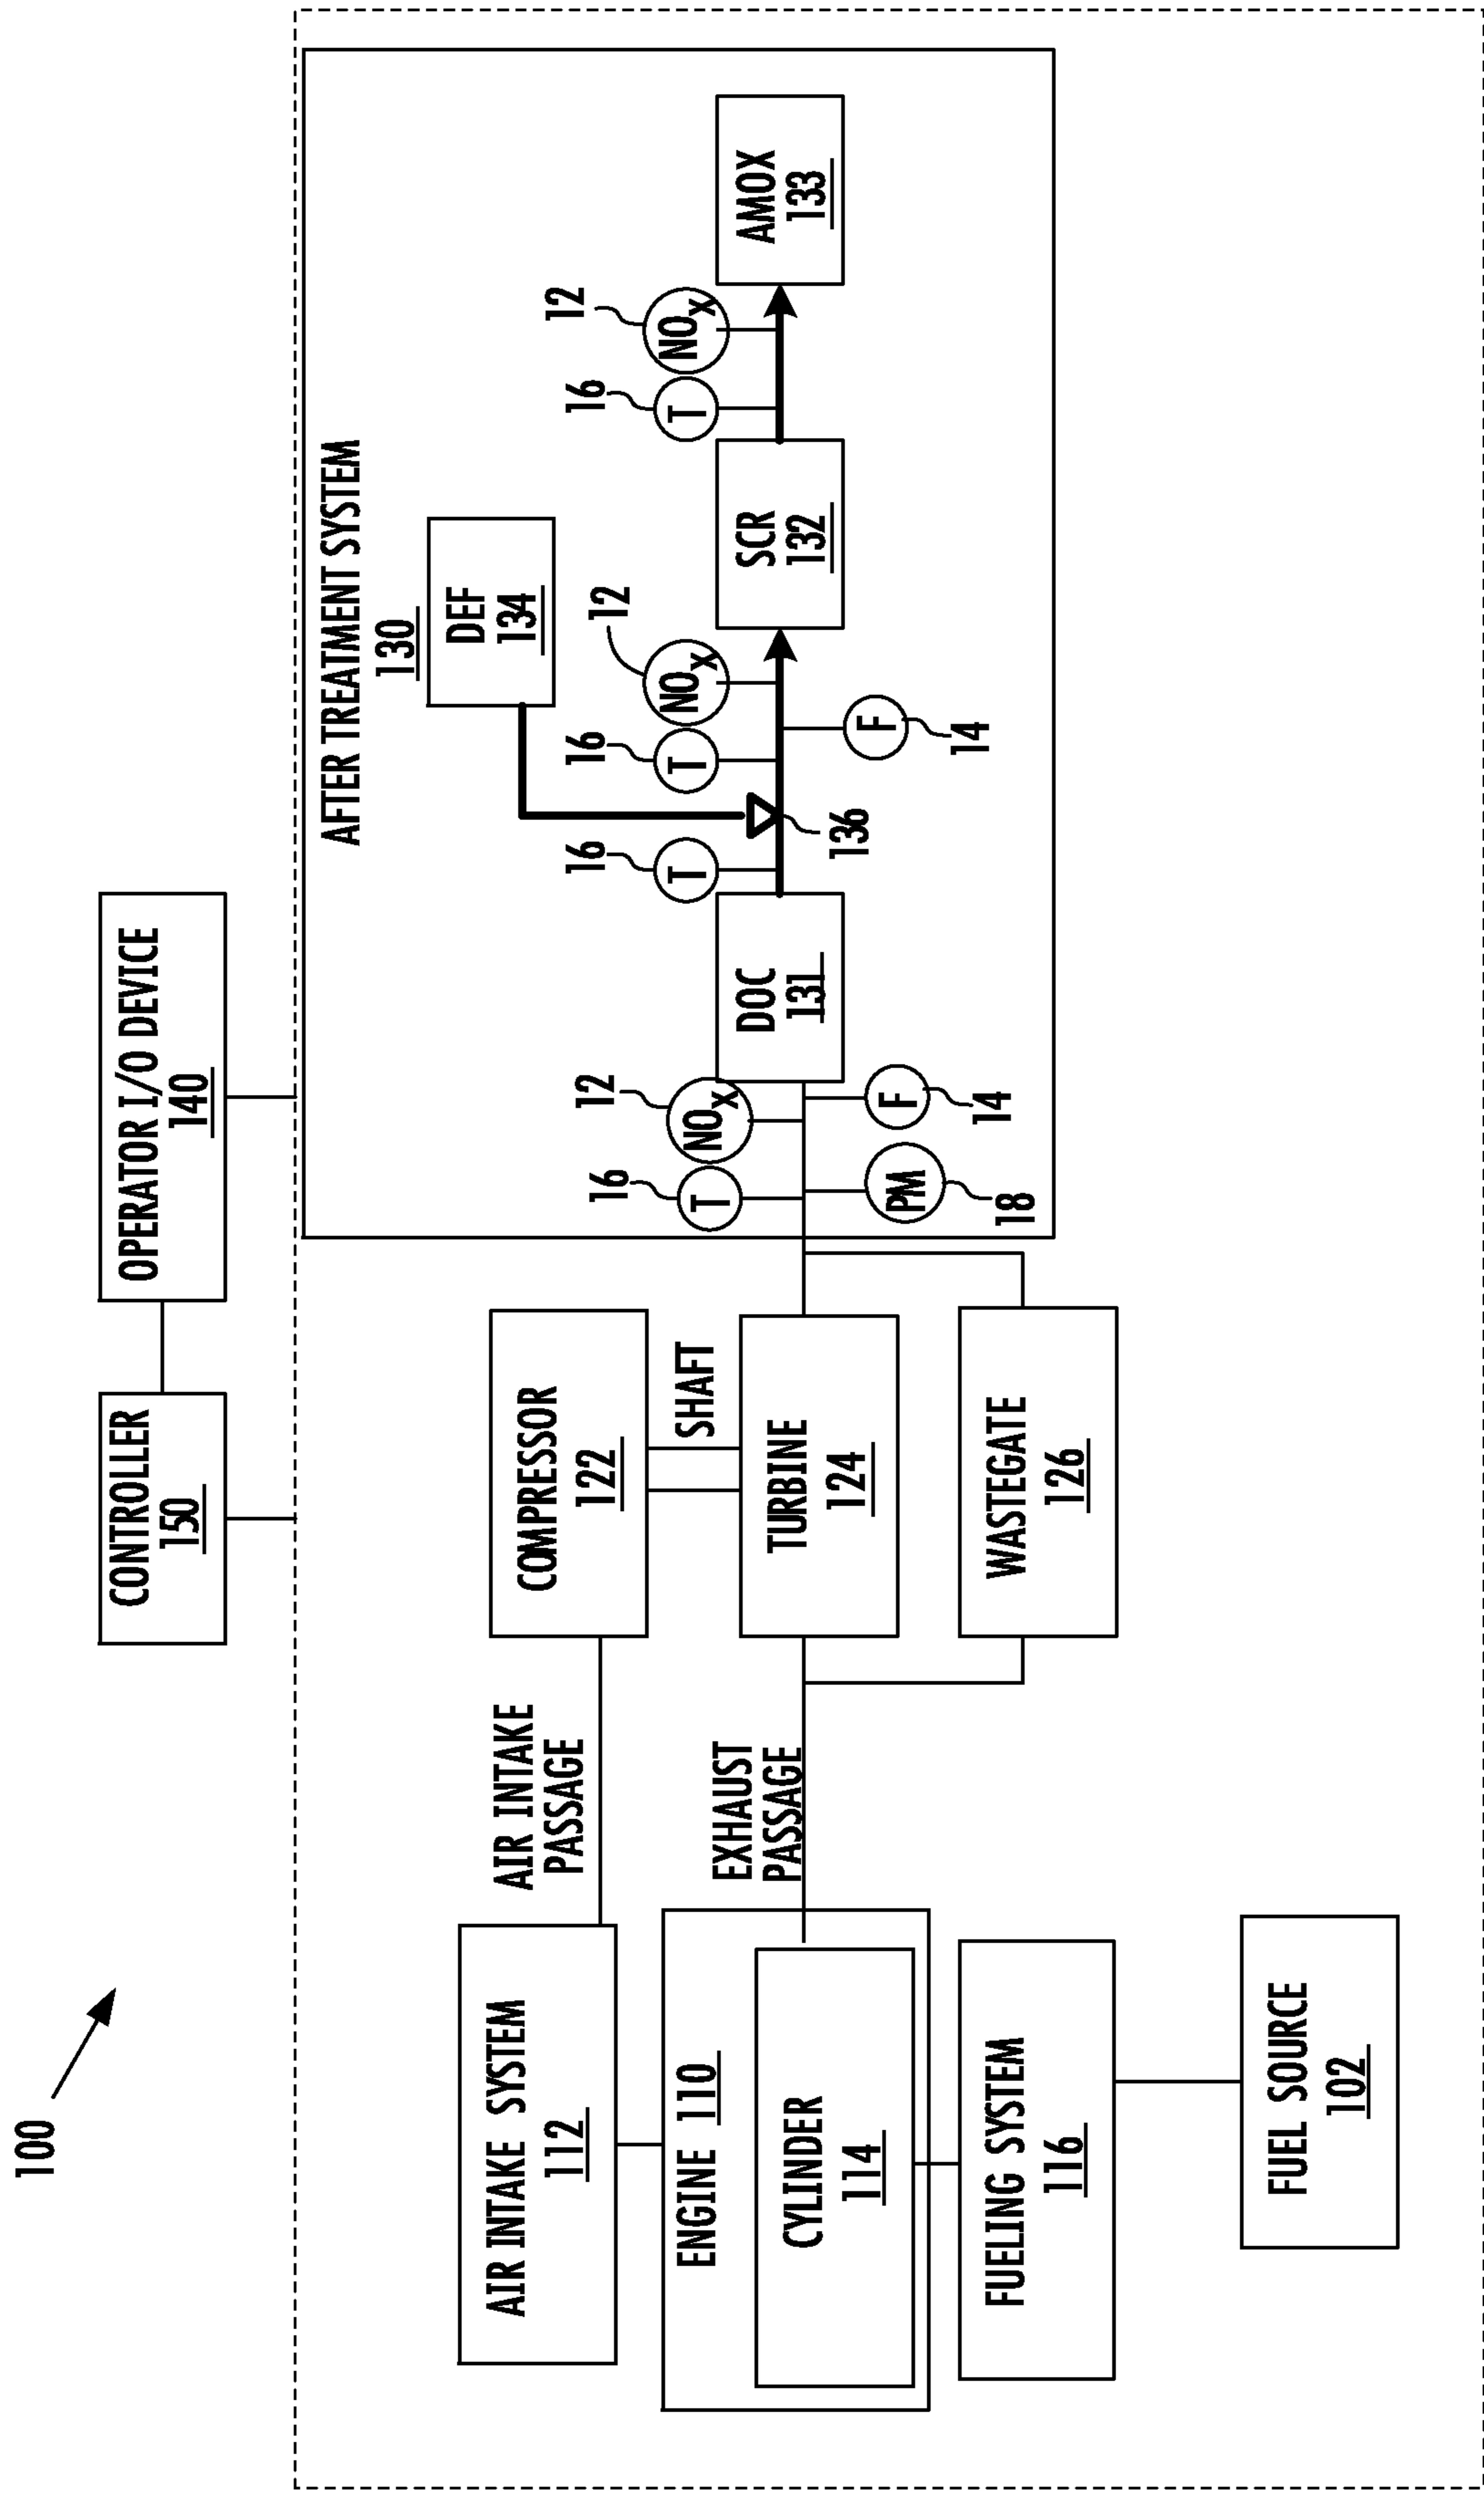 100
CONTROLLER
150
OPERATOR I/O DEVICE
140
AFTER TREATMENT SYSTEM
130
DEF
134
AIR INTAKE SYSTEM
112
AIR INTAKE
PASSAGE
COMPRESSOR
122
SHAFT
16
12
16
16
12
16
12
T
NOx
T
T
NOx
T
NOx
ENGINE 110
CYLINDER
114
EXHAUST
PASSAGE
TURBINE
124
DOC
131
SCR
132
AMOX
133
136
PM
18
F
14
F
14
FUELING SYSTEM
116
WASTEGATE
126
FUEL SOURCE
102